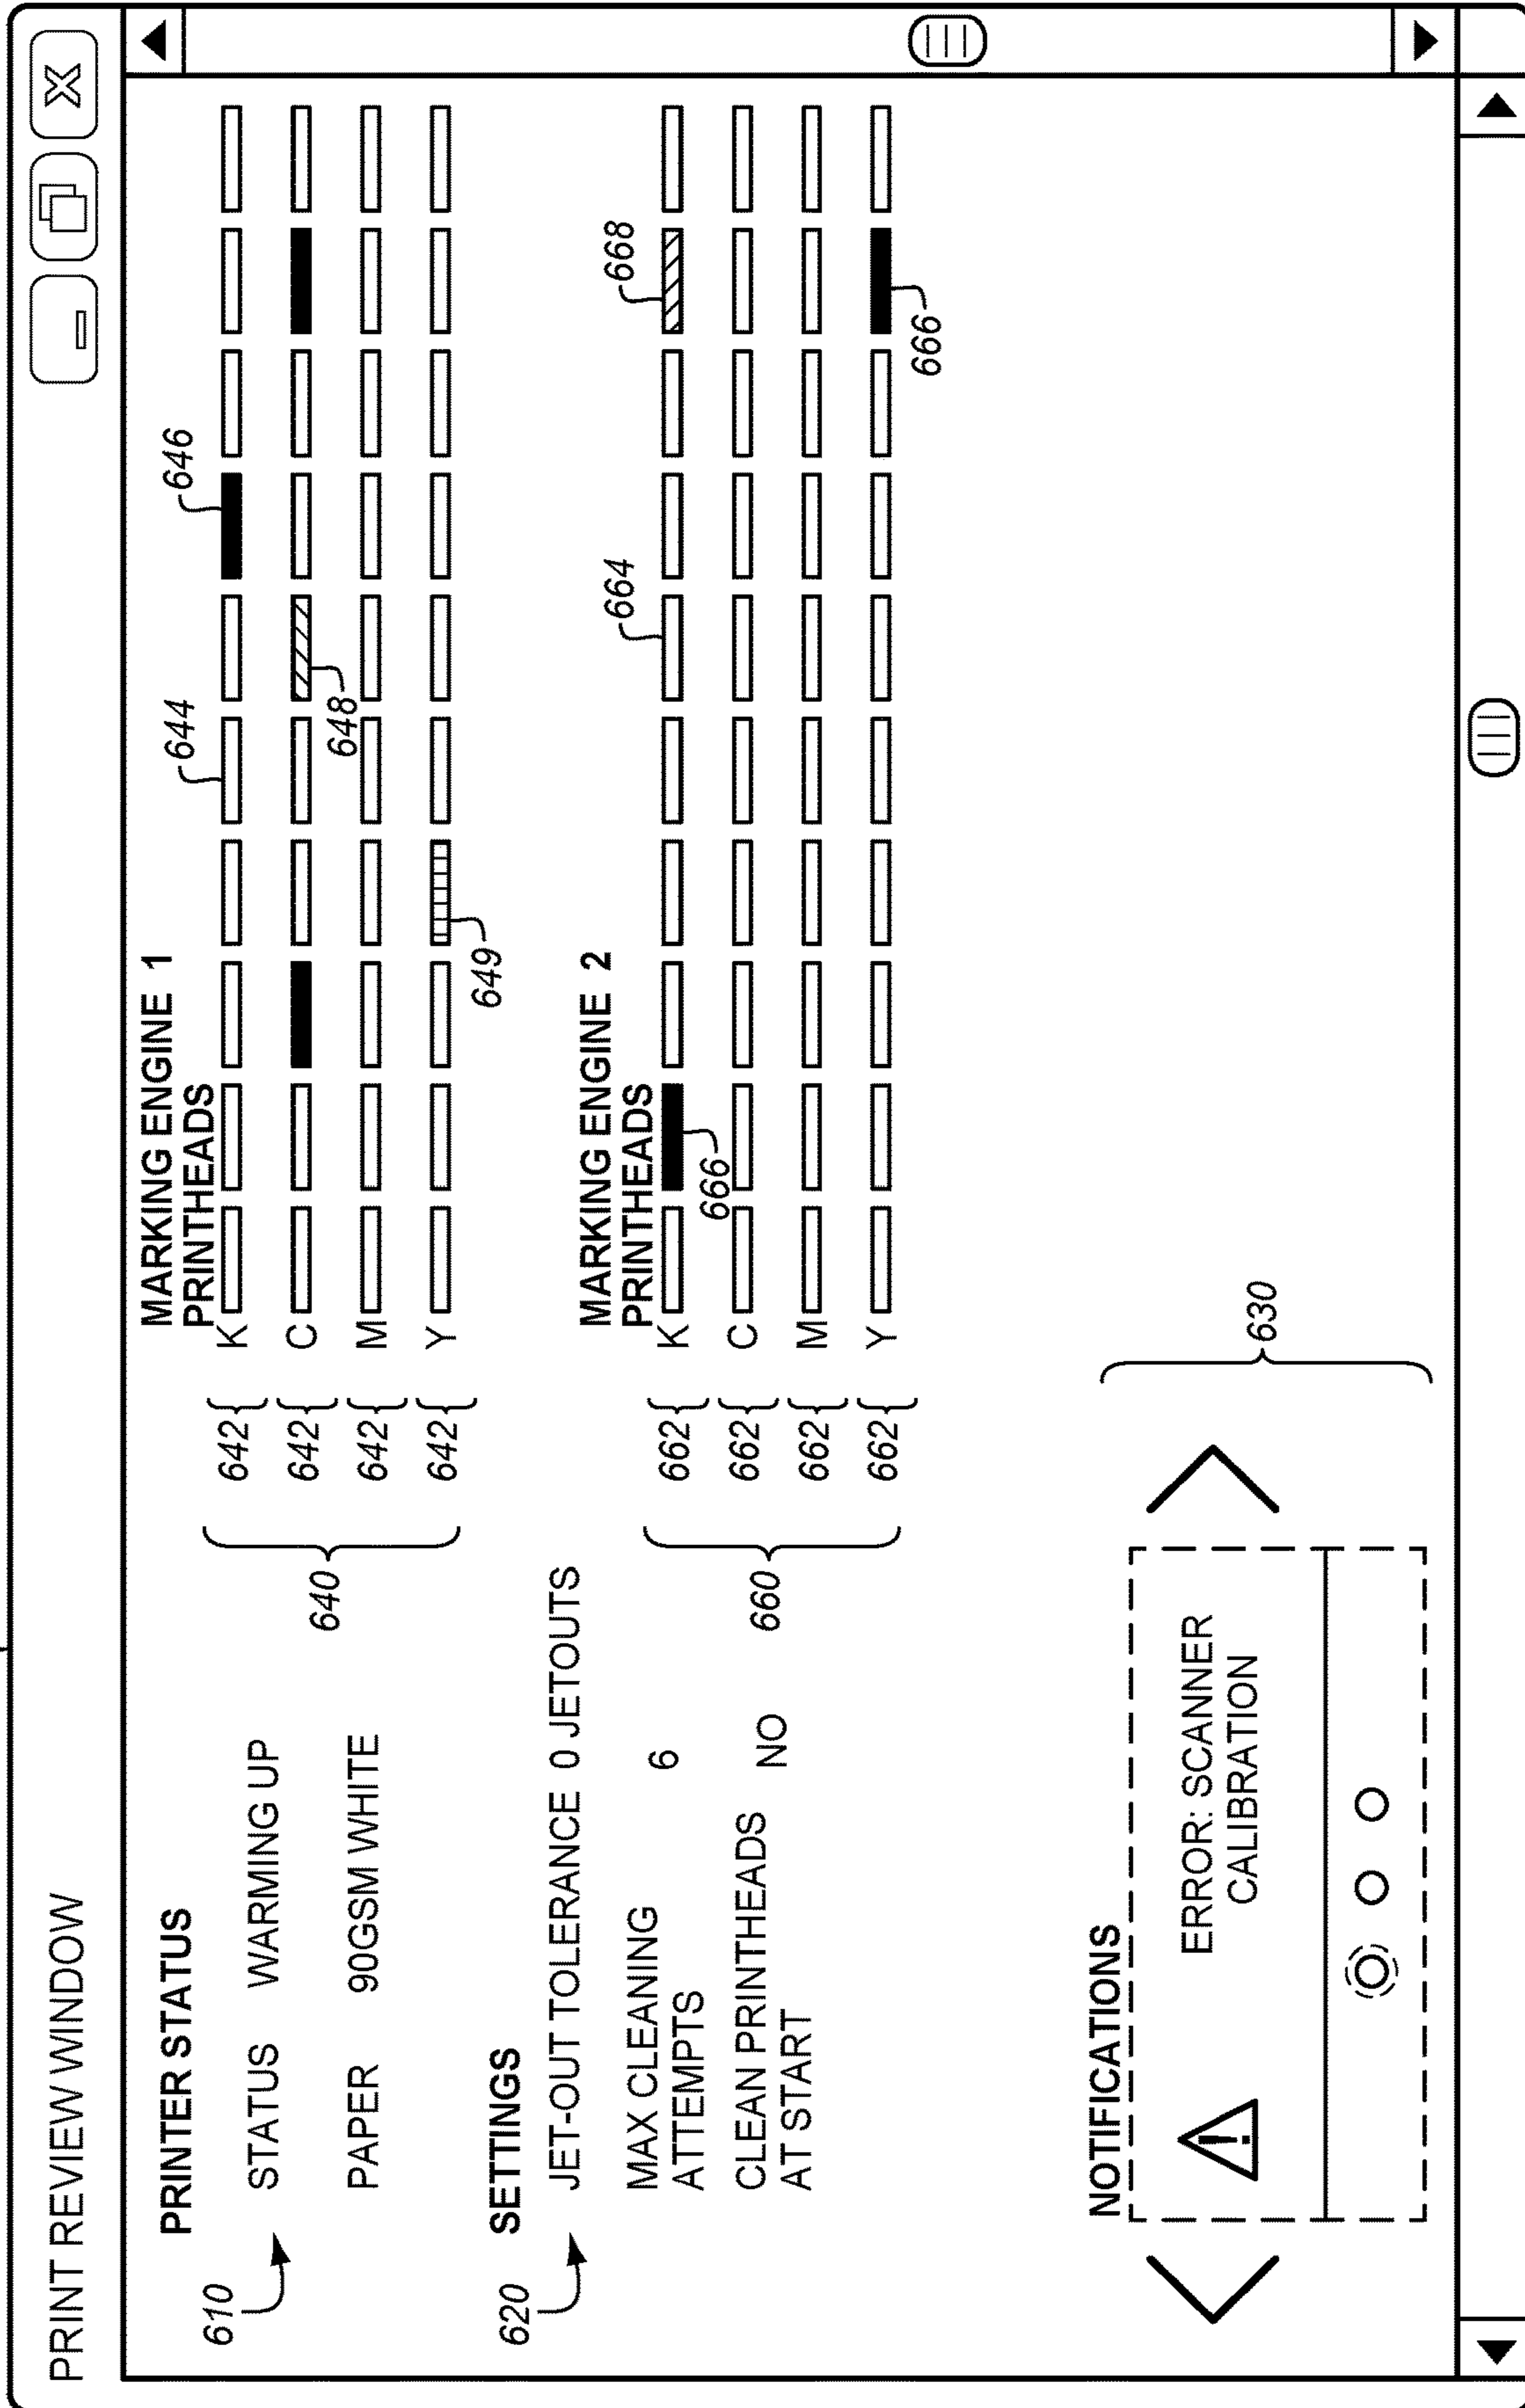 PRINT REVIEW WINDOW
X
PRINTER STATUS
610
STATUS WARMING UP
PAPER 90GSM WHITE
640
SETTINGS
620
JET-OUT TOLERANCE 0 JETOUTS
MAX CLEANING
ATTEMPTS 6
CLEAN PRINTHEADS
AT START NO
660
NOTIFICATIONS
ERROR: SCANNER
CALIBRATION
630
MARKING ENGINE 1
PRINTHEADS
644
646
642 K
642 C
648
642 M
642 Y
649
MARKING ENGINE 2
PRINTHEADS
664
668
662 K
666
662 C
662 M
662 Y
666